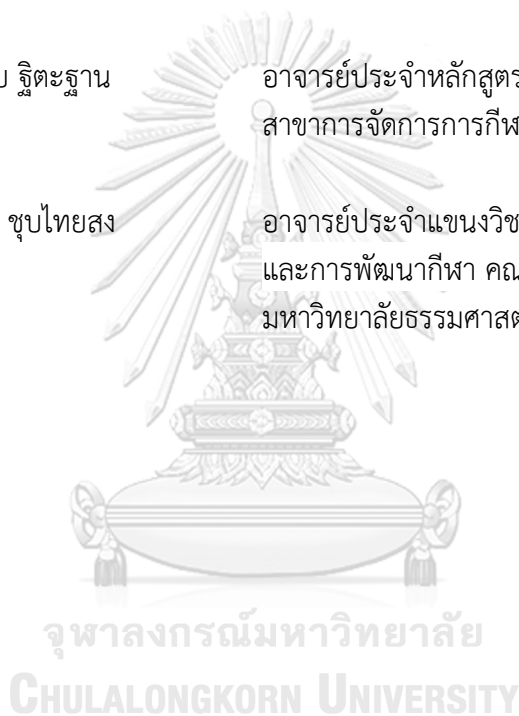 ฐิตะฐาน อาจารย์ประจำหลักสูตร
สาขาการจัดการการกีฬ
ชุบไทยสง อาจารย์ประจำแขนงวิช
และการพัฒนากีฬา คณ
มหาวิทยาลัยธรรมศาสต
จุฬาลงกรณ์มหาวิทยาลัย
CHULALONGKORN UNIVERSITY